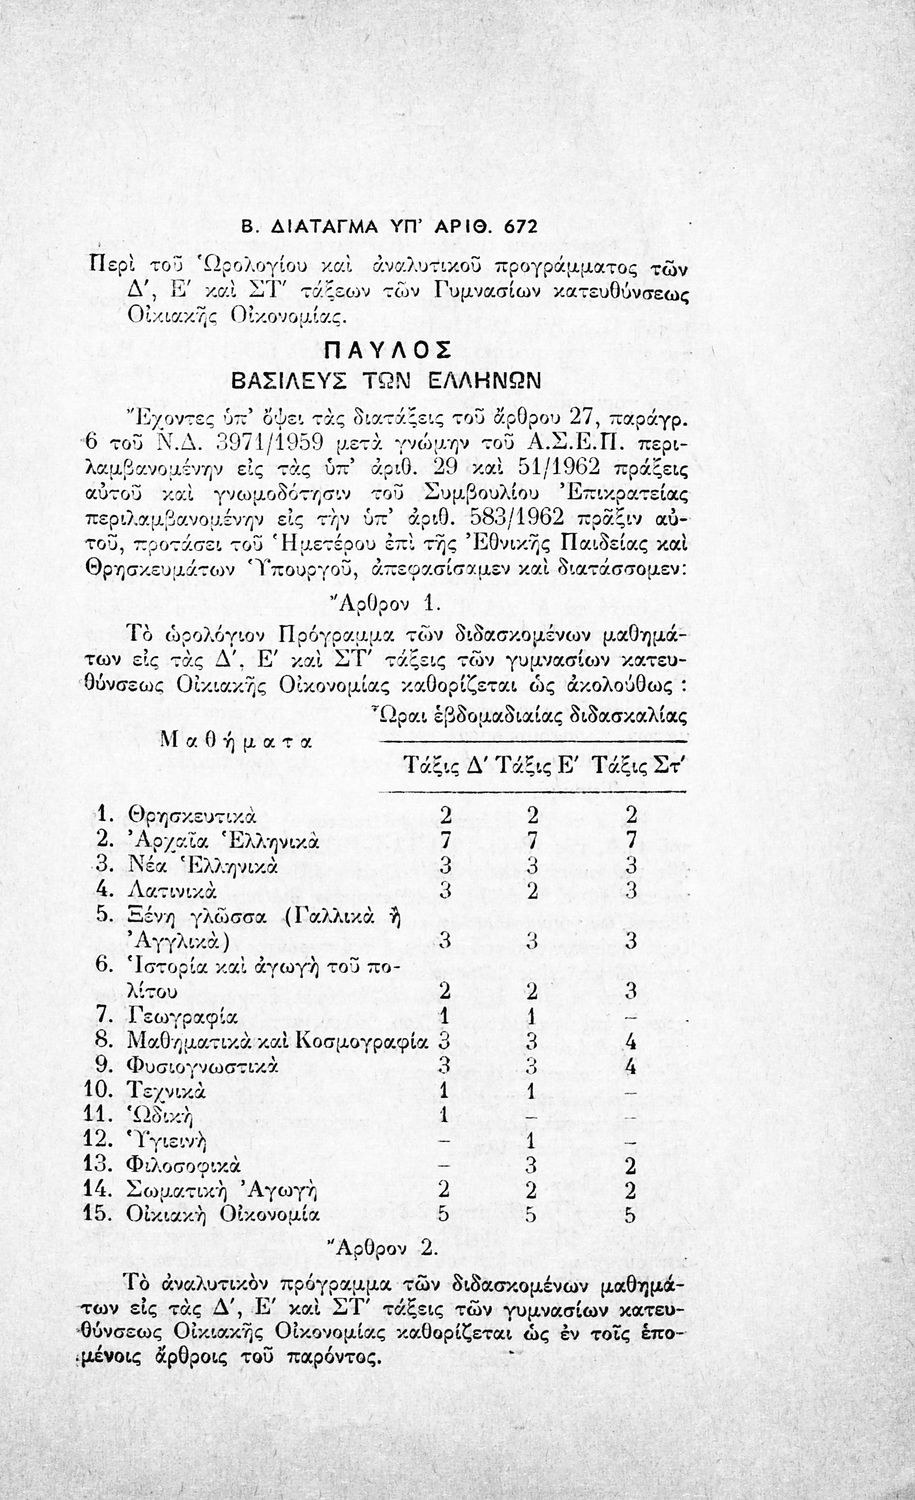 Β. ΔΙΑΤΑΓΜΑ ΥΠ’ ΑΡΙΘ. 672
Περὶ τοῦ Ὡρολογίου καὶ ἀναλυτικοῦ προγράμματος τῶν
Δ′, Ε′ καὶ ΣΤ′ τάξεων τῶν Γυμνασίων κατευθύνσεως
Οἰκιακῆς Οἰκονομίας.
ΠΑΥΛΟΣ
ΒΑΣΙΛΕΥΣ ΤΩΝ ΕΛΛΗΝΩΝ
Ἔχοντες ὑπ’ ὄψει τὰς διατάξεις τοῦ ἄρθρου 27, παράγρ.
6 τοῦ Ν.Δ. 3971/1959 μετὰ γνώμην τοῦ Α.Σ.Ε.Π. περι-
λαμβανομένην εἰς τὰς ὑπ’ ἀριθ. 29 καὶ 51/1962 πράξεις
αὐτοῦ καὶ γνωμοδότησιν τοῦ Συμβουλίου Ἐπικρατείας
περιλαμβανομένην εἰς τὴν ὑπ’ ἀριθ. 583/1962 πρᾶξιν αὐ-
τοῦ, προτάσει τοῦ Ἡμετέρου ἐπὶ τῆς Ἐθνικῆς Παιδείας καὶ
Θρησκευμάτων Ὑπουργοῦ, ἀπεφασίσαμεν καὶ διατάσσομεν:
Ἄρθρον 1.
Τὸ ὡρολόγιον Πρόγραμμα τῶν διδασκομένων μαθημά-
των εἰς τὰς Δ′, Ε′ καὶ ΣΤ′ τάξεις τῶν γυμνασίων κατευ-
θύνσεως Οἰκιακῆς Οἰκονομίας καθορίζεται ὡς ἀκολούθως :
Ὧραι ἑβδομαδιαίας διδασκαλίας
Μαθήματα
Τάξις Δ′ Τάξις Ε′ Τάξις Στ′
1. Θρησκευτικὰ 2 2 2
2. Ἀρχαῖα Ἑλληνικὰ 7 7 7
3. Νέα Ἑλληνικὰ 3 3 3
4. Λατινικὰ 3 2 3
5. Ξένη γλῶσσα (Γαλλικὰ ἢ
Ἀγγλικὰ) 3 3 3
6. Ἱστορία καὶ ἀγωγὴ τοῦ πο-
λίτου 2 2 3
7. Γεωγραφία 1 1 —
8. Μαθηματικὰ καὶ Κοσμογραφία 3 3 4
9. Φυσιογνωστικὰ 3 3 4
10. Τεχνικὰ 1 1 —
11. Ὠδικὴ 1 — —
12. Ὑγιεινὴ — 1 —
13. Φιλοσοφικὰ — 3 2
14. Σωματικὴ Ἀγωγὴ 2 2 2
15. Οἰκιακὴ Οἰκονομία 5 5 5
Ἄρθρον 2.
Τὸ ἀναλυτικὸν πρόγραμμα τῶν διδασκομένων μαθημά-
των εἰς τὰς Δ′, Ε′ καὶ ΣΤ′ τάξεις τῶν γυμνασίων κατευ-
θύνσεως Οἰκιακῆς Οἰκονομίας καθορίζεται ὡς ἐν τοῖς ἑπο-
μένοις ἄρθροις τοῦ παρόντος.